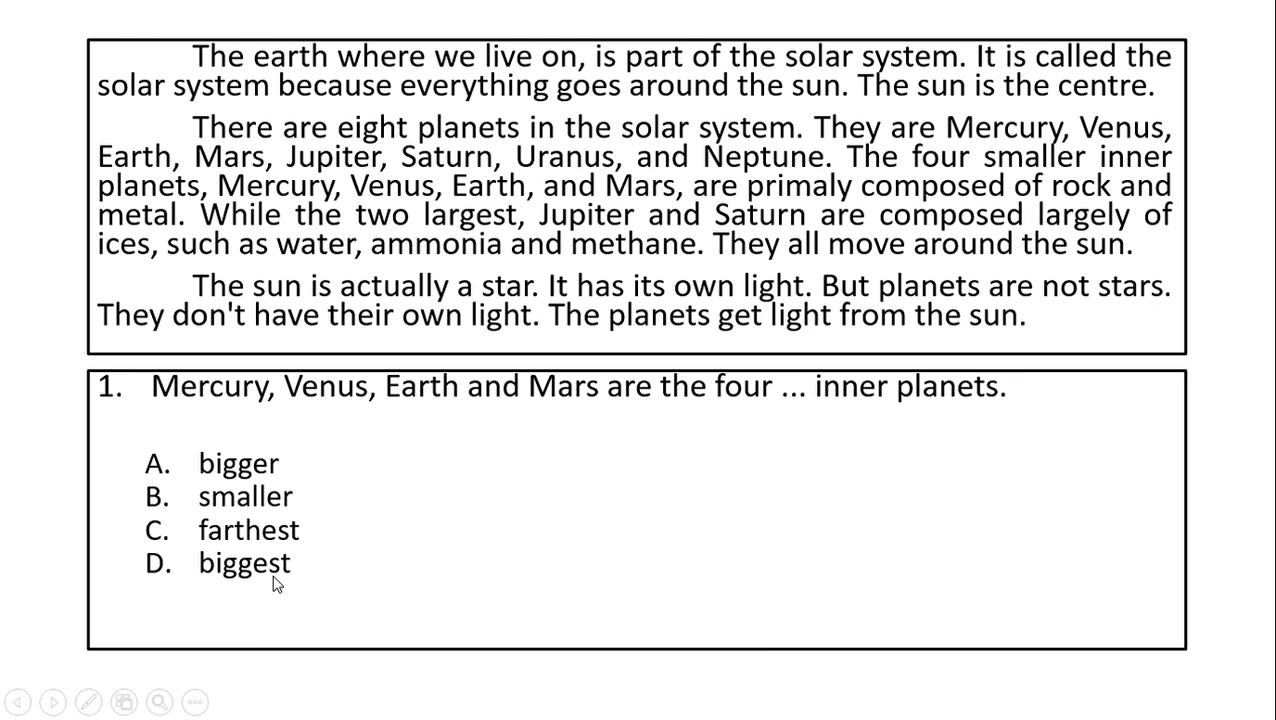 The earth where we live on, is part of the solar system. It is called the
solar system because everything goes around the sun. The sun is the centre.
There are eight planets in the solar system. They are Mercury, Venus,
Earth, Mars, Jupiter, Saturn, Uranus, and Neptune. The four smaller inner
planets, Mercury, Venus, Earth, and Mars, are primaly composed of rock and
metal. While the two largest, Jupiter and Saturn are composed largely of
ices, such as water, ammonia and methane. They all move around the sun.
The sun is actually a star. It has its own light. But planets are not stars.
They don't have their own light. The planets get light from the sun.
1. Mercury, Venus, Earth and Mars are the four ... inner planets.
A. bigger
B. smaller
C. farthest
D. biggest